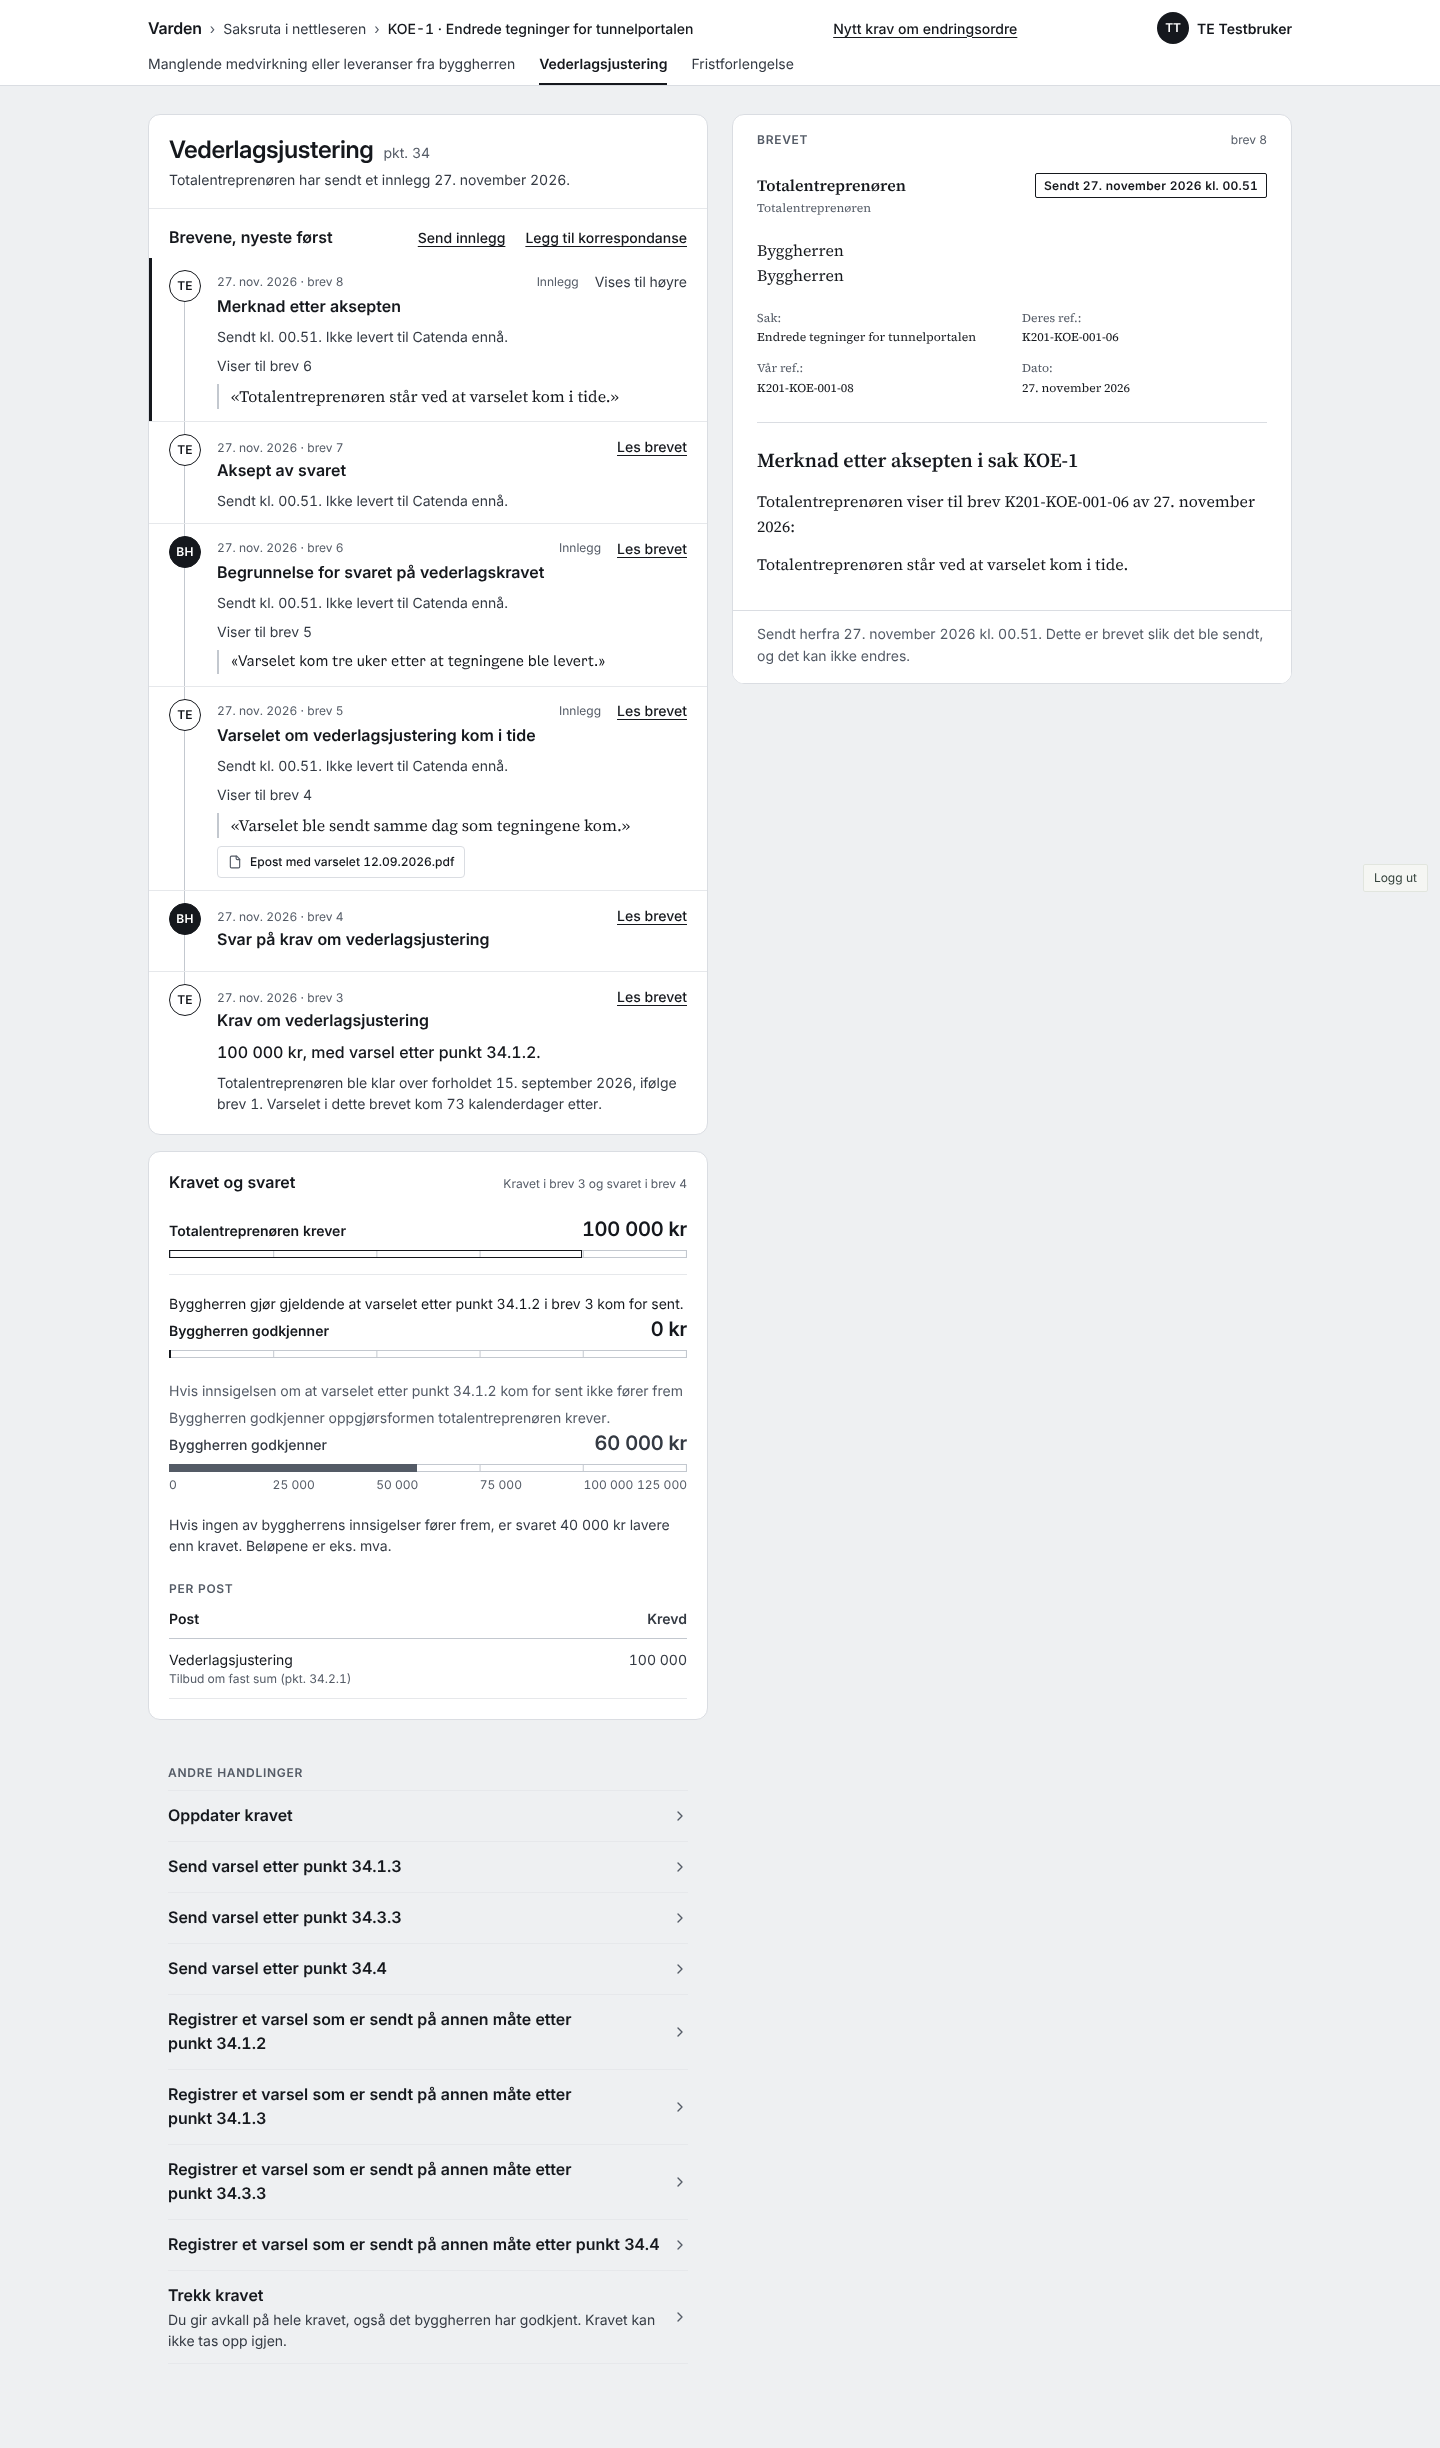 Varden › Saksruta i nettleseren › KOE-1 · Endrede tegninger for tunnelportalen
Nytt krav om endringsordre
TT TE Testbruker
Manglende medvirkning eller leveranser fra byggherren
Vederlagsjustering
Fristforlengelse
Vederlagsjustering pkt. 34
Totalentreprenøren har sendt et innlegg 27. november 2026.
Brevene, nyeste først
Send innlegg
Legg til korrespondanse
TE
27. nov. 2026 · brev 8
Innlegg
Vises til høyre
Merknad etter aksepten
Sendt kl. 00.51. Ikke levert til Catenda ennå.
Viser til brev 6
«Totalentreprenøren står ved at varselet kom i tide.»
TE
27. nov. 2026 · brev 7
Les brevet
Aksept av svaret
Sendt kl. 00.51. Ikke levert til Catenda ennå.
BH
27. nov. 2026 · brev 6
Innlegg
Les brevet
Begrunnelse for svaret på vederlagskravet
Sendt kl. 00.51. Ikke levert til Catenda ennå.
Viser til brev 5
«Varselet kom tre uker etter at tegningene ble levert.»
TE
27. nov. 2026 · brev 5
Innlegg
Les brevet
Varselet om vederlagsjustering kom i tide
Sendt kl. 00.51. Ikke levert til Catenda ennå.
Viser til brev 4
«Varselet ble sendt samme dag som tegningene kom.»
Epost med varselet 12.09.2026.pdf
BH
27. nov. 2026 · brev 4
Les brevet
Svar på krav om vederlagsjustering
TE
27. nov. 2026 · brev 3
Les brevet
Krav om vederlagsjustering
100 000 kr, med varsel etter punkt 34.1.2.
Totalentreprenøren ble klar over forholdet 15. september 2026, ifølge
brev 1. Varselet i dette brevet kom 73 kalenderdager etter.
Kravet og svaret
Kravet i brev 3 og svaret i brev 4
Totalentreprenøren krever
100 000 kr
Byggherren gjør gjeldende at varselet etter punkt 34.1.2 i brev 3 kom for sent.
Byggherren godkjenner
0 kr
Hvis innsigelsen om at varselet etter punkt 34.1.2 kom for sent ikke fører frem
Byggherren godkjenner oppgjørsformen totalentreprenøren krever.
Byggherren godkjenner
60 000 kr
0 25 000 50 000 75 000 100 000 125 000
Hvis ingen av byggherrens innsigelser fører frem, er svaret 40 000 kr lavere
enn kravet. Beløpene er eks. mva.
PER POST
Post
Krevd
Vederlagsjustering
100 000
Tilbud om fast sum (pkt. 34.2.1)
ANDRE HANDLINGER
Oppdater kravet
Send varsel etter punkt 34.1.3
Send varsel etter punkt 34.3.3
Send varsel etter punkt 34.4
Registrer et varsel som er sendt på annen måte etter
punkt 34.1.2
Registrer et varsel som er sendt på annen måte etter
punkt 34.1.3
Registrer et varsel som er sendt på annen måte etter
punkt 34.3.3
Registrer et varsel som er sendt på annen måte etter punkt 34.4
Trekk kravet
Du gir avkall på hele kravet, også det byggherren har godkjent. Kravet kan
ikke tas opp igjen.
BREVET
brev 8
Totalentreprenøren
Sendt 27. november 2026 kl. 00.51
Totalentreprenøren
Byggherren
Byggherren
Sak:
Endrede tegninger for tunnelportalen
Deres ref.:
K201-KOE-001-06
Vår ref.:
K201-KOE-001-08
Dato:
27. november 2026
Merknad etter aksepten i sak KOE-1
Totalentreprenøren viser til brev K201-KOE-001-06 av 27. november
2026:
Totalentreprenøren står ved at varselet kom i tide.
Sendt herfra 27. november 2026 kl. 00.51. Dette er brevet slik det ble sendt,
og det kan ikke endres.
Logg ut